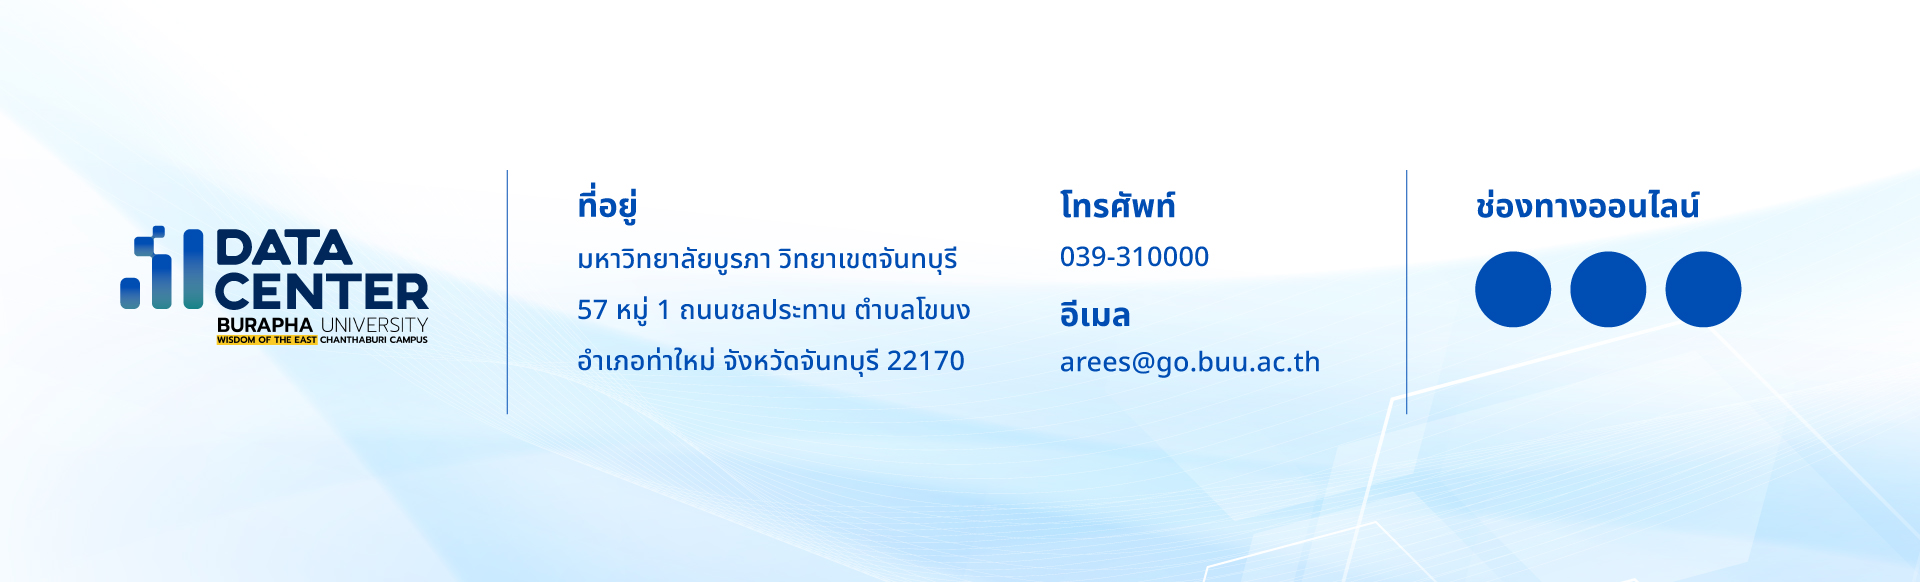 DATA
CENTER
BURAPHA UNIVERSITY
WISDOM OF THE EAST CHANTHABURI CAMPUS
ที่อยู่
มหาวิทยาลัยบูรภา วิทยาเขตจันทบุรี
57 หมู่ 1 ถนนชลประทาน ตำบลโขนง
อำเภอท่าใหม่ จังหวัดจันทบุรี 22170
โทรศัพท์
039-310000
อีเมล
arees@go.buu.ac.th
ช่องทางออนไลน์